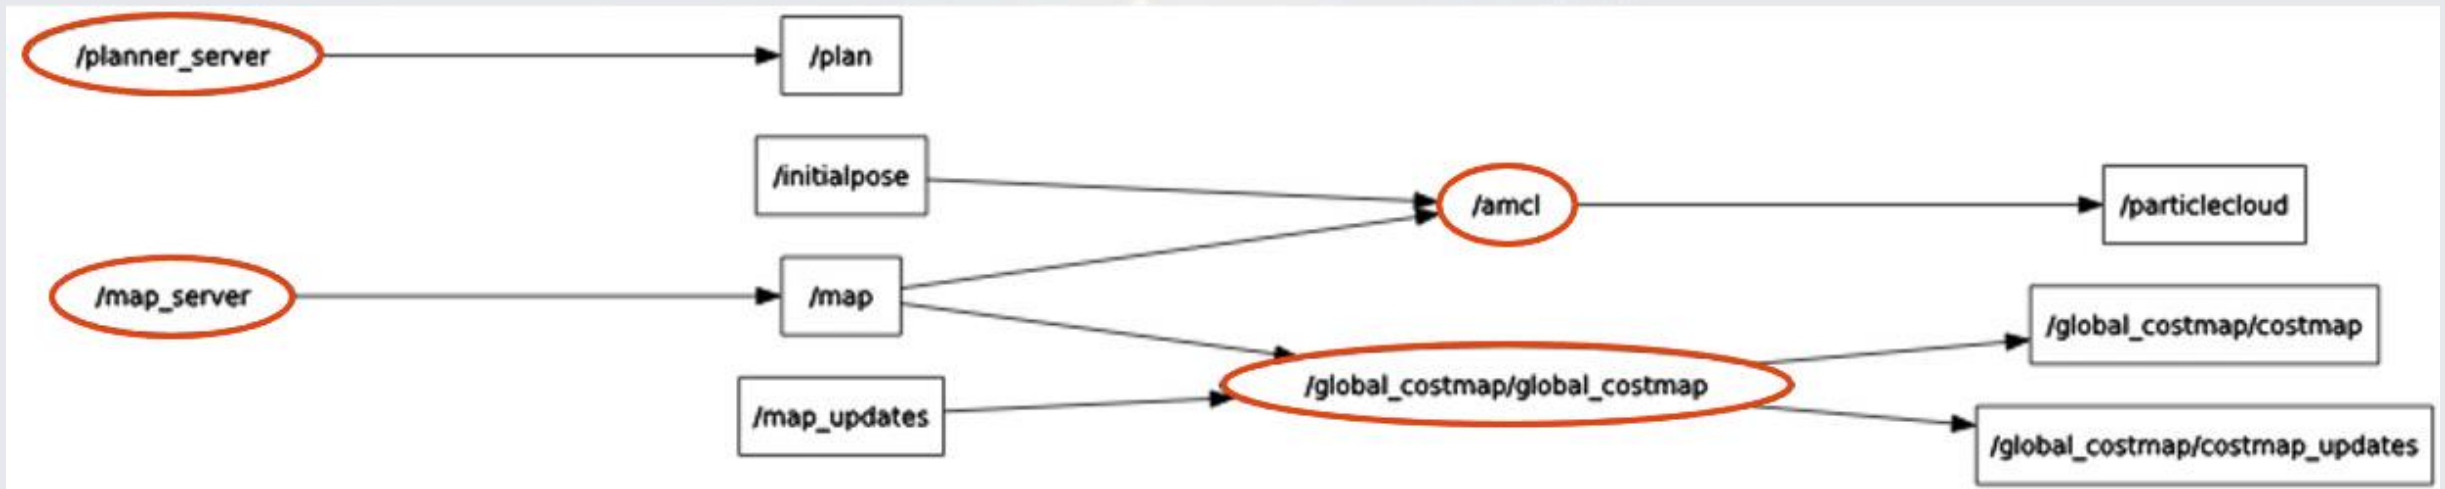 /planner_server
/plan
/initialpose
/amcl
/particlecloud
/map_server
/map
/global_costmap/costmap
/global_costmap/global_costmap
/map_updates
/global_costmap/costmap_updates